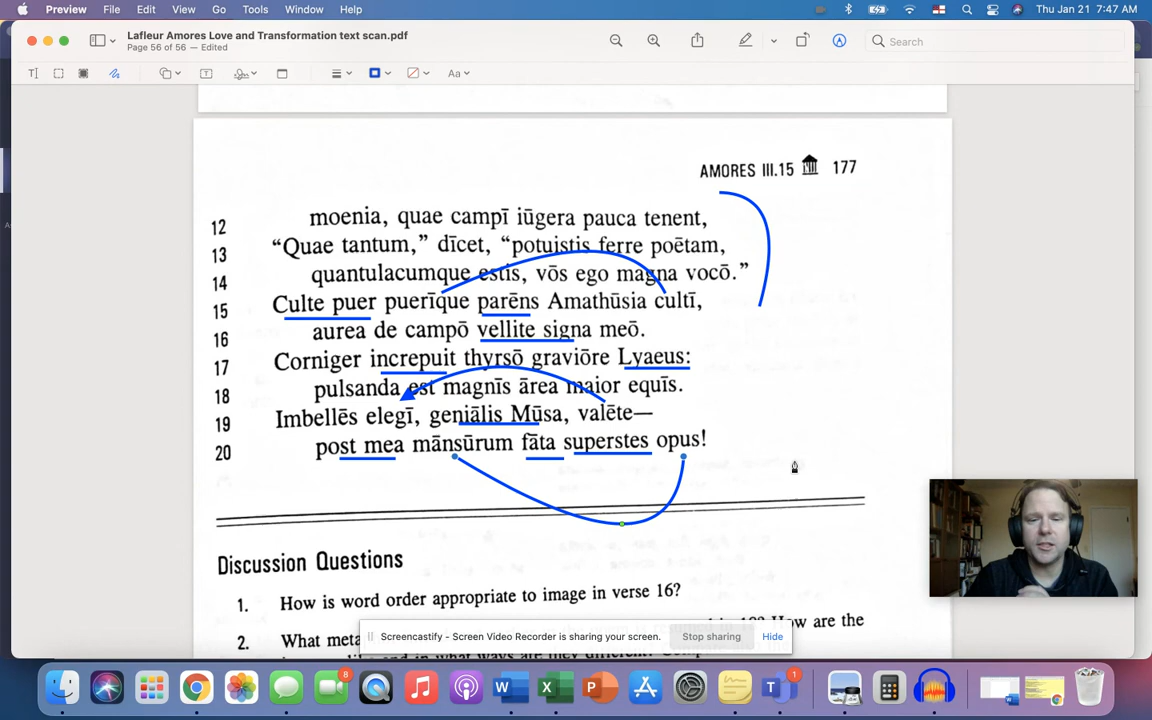 Preview File Edit View Go Tools Window Help Thu Jan 21 7:47 AM
Lafleur Amores Love and Transformation text scan.pdf
Page 56 of 56 — Edited
Search
Aa
AMORES III.15 177
12 moenia, quae campī iūgera pauca tenent,
13 “Quae tantum,” dīcet, “potuistis ferre poētam,
14 quantulacumque estis, vōs ego magna vocō.”
15 Culte puer puerīque parēns Amathūsia cultī,
16 aurea de campō vellite signa meō.
17 Corniger increpuit thyrsō graviōre Lyaeus:
18 pulsanda est magnīs ārea maior equīs.
19 Imbellēs elegī, geniālis Mūsa, valēte—
20 post mea mānsūrum fāta superstes opus!
Discussion Questions
1. How is word order appropriate to image in verse 16?
2. What meta
How are the
Screencastify - Screen Video Recorder is sharing your screen. Stop sharing Hide
8
1